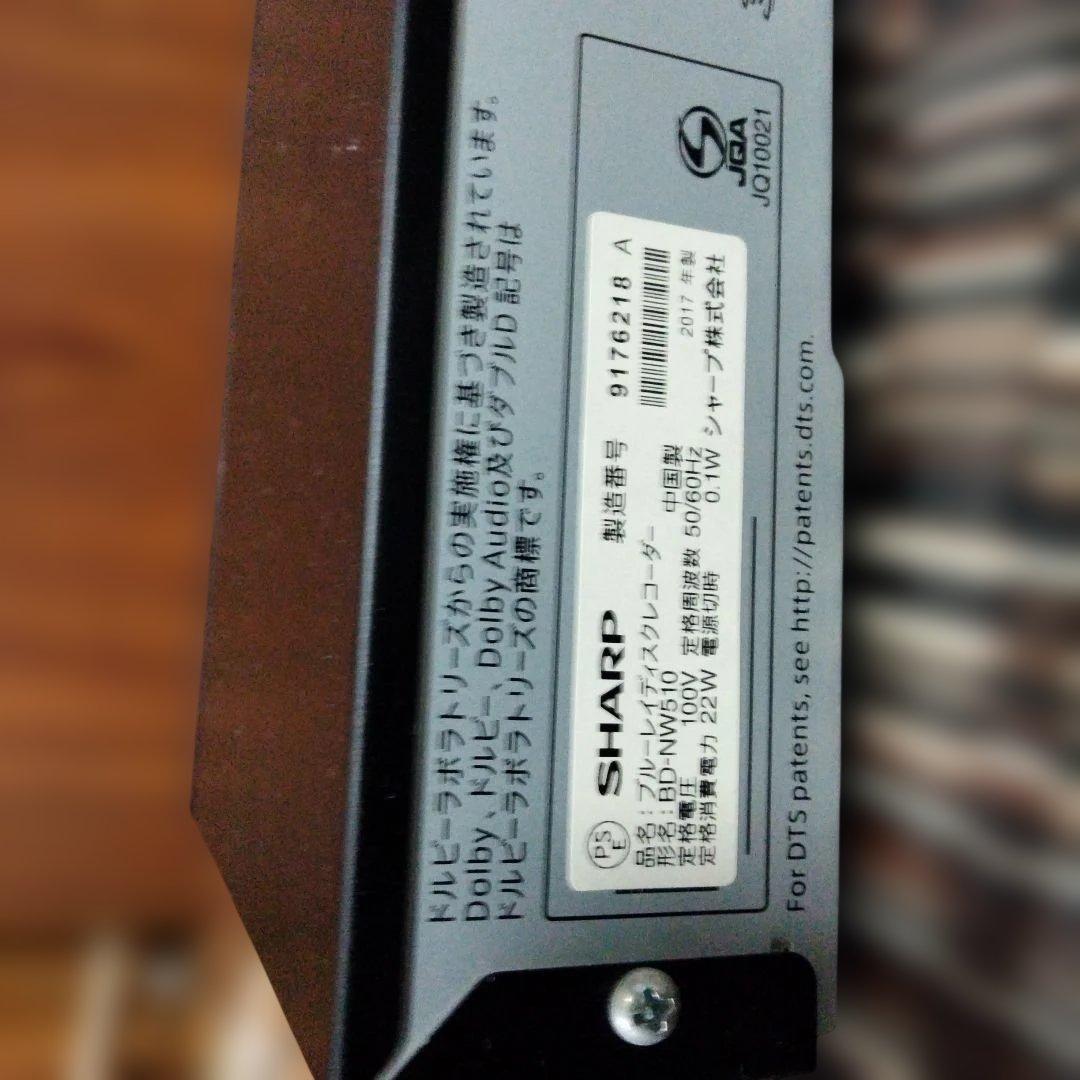 ドルビーラボラトリーズからの実施権に基づき製造されています。
Dolby、ドルビー、Dolby Audio及びダブルD 記号は
ドルビーラボラトリーズの商標です。
PSE SHARP 製造番号 9176218 A
品名:ブルーレイディスクレコーダー
形名:BD-NW510 中国製 2017 年製
定格電圧 100V 定格周波数 50/60Hz
定格消費電力 22W 電源切時 0.1W シャープ株式会社
JQA
JQ10021
For DTS patents, see http://patents.dts.com.